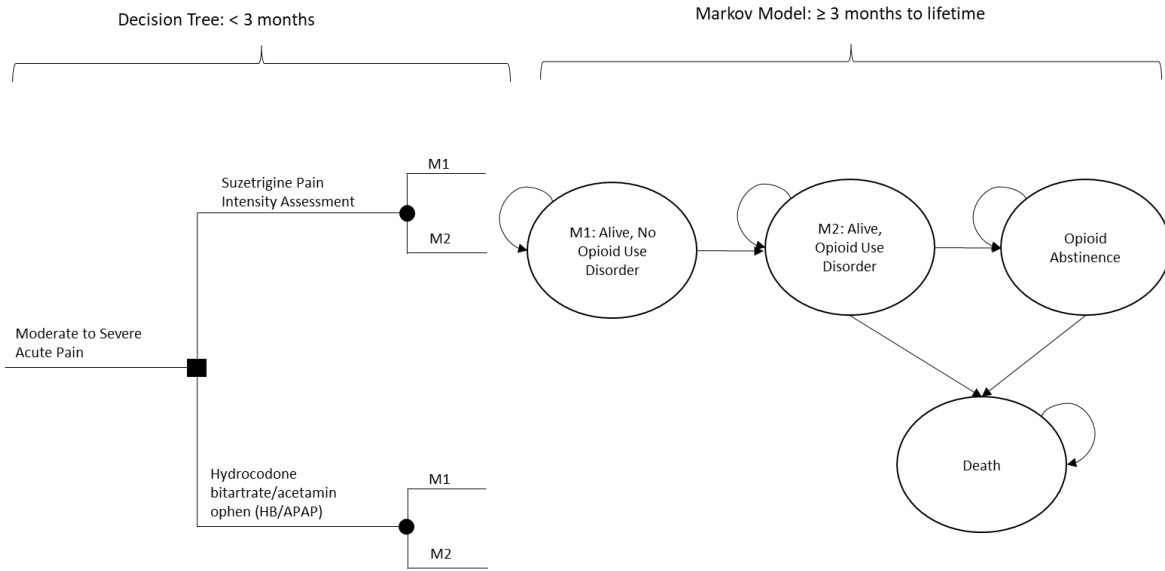 Decision Tree: < 3 months
Markov Model: ≥ 3 months to lifetime
Suzetrigine Pain
Intensity Assessment
M1
M2
M1: Alive, No
Opioid Use
Disorder
M2: Alive,
Opioid Use
Disorder
Opioid
Abstinence
Moderate to Severe
Acute Pain
Hydrocodone
bitartrate/acetamin
ophen (HB/APAP)
M1
M2
Death